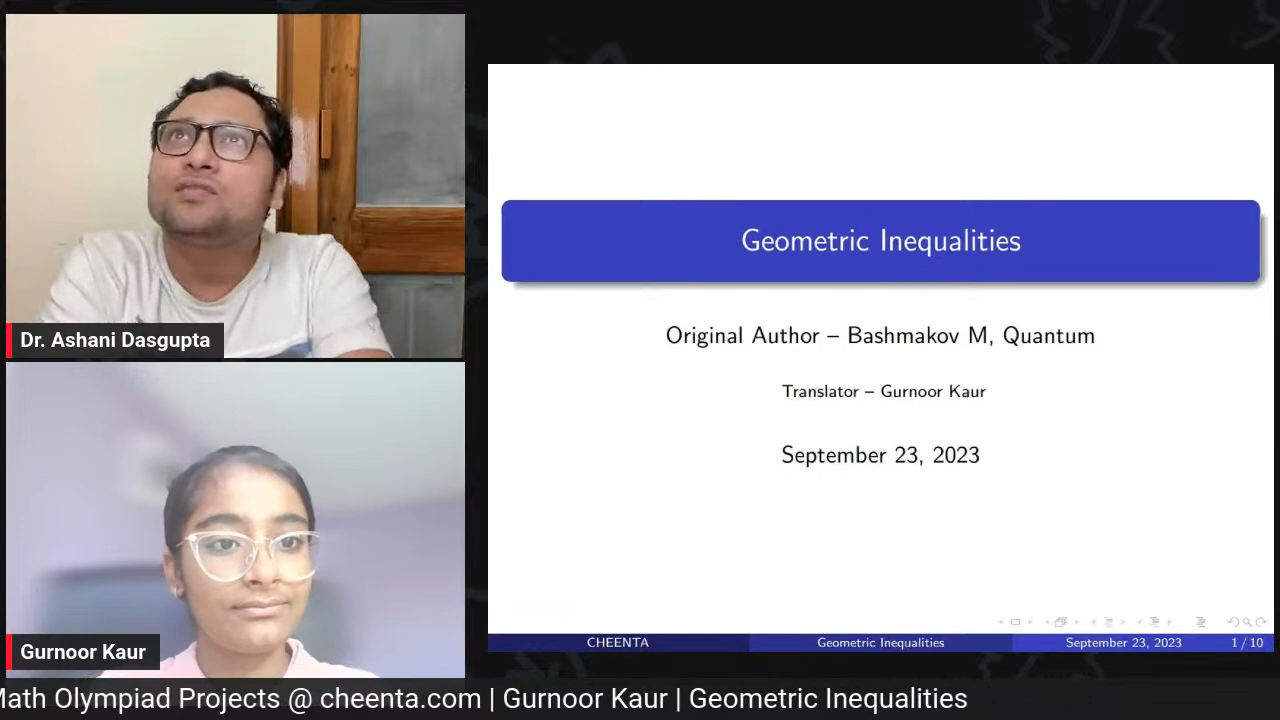 Dr. Ashani Dasgupta
Gurnoor Kaur
Geometric Inequalities
Original Author – Bashmakov M, Quantum
Translator – Gurnoor Kaur
September 23, 2023
CHEENTA Geometric Inequalities September 23, 2023 1 / 10
Math Olympiad Projects @ cheenta.com | Gurnoor Kaur | Geometric Inequalities